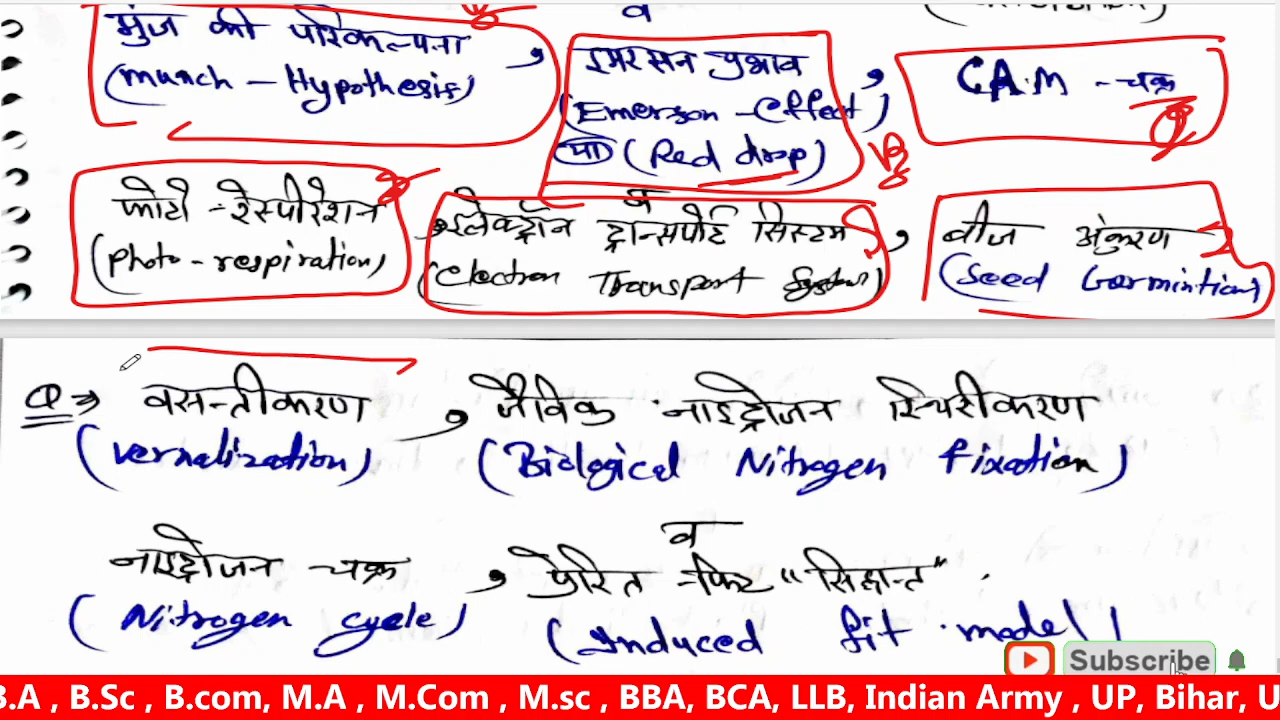 व
मुंज की परिकल्पना , इमरसन प्रभाव , C.A.M - चक्र
(munch - Hypothesis) (Emerson - Effect)
या (Red drop)
फोटो - रेस्पीरेशन , इलेक्ट्रॉन ट्रान्सपोर्ट सिस्टम , बीज अंकुरण
व
(photo - respiration) (electron Transport System) (Seed Germintion)
Q ⇒ वसन्तीकरण , जैविक नाइट्रोजन स्थिरीकरण
(vernalization) (Biological Nitrogen fixation)
व
नाइट्रोजन चक्र , प्रेरित - फिट "सिद्धान्त" .
(Nitrogen cycle) (Induced fit model)
Subscribe
B.A , B.Sc , B.com, M.A , M.Com , M.sc , BBA, BCA, LLB, Indian Army , UP, Bihar, U